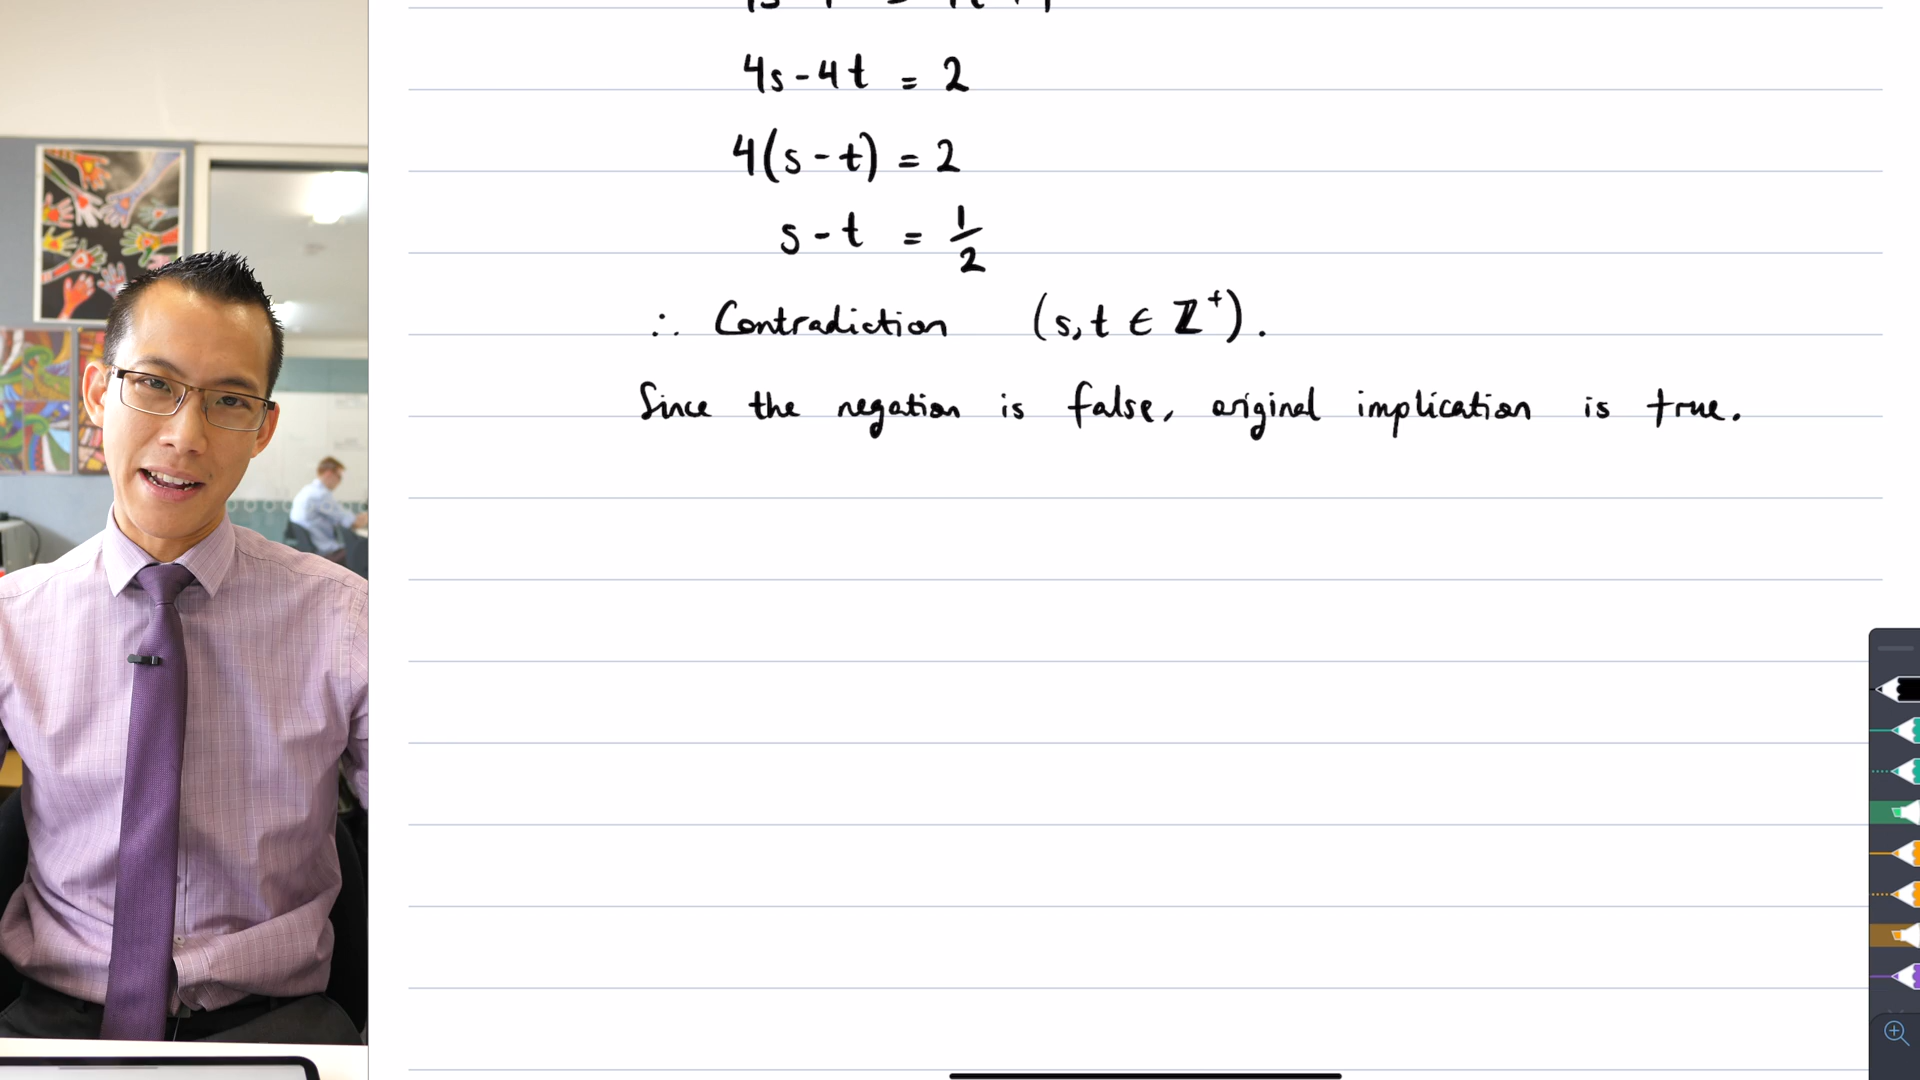 4s - 4t = 2
4(s - t) = 2
s - t = 1/2
∴ Contradiction (s, t ∈ ℤ⁺).
Since the negation is false, original implication is true.